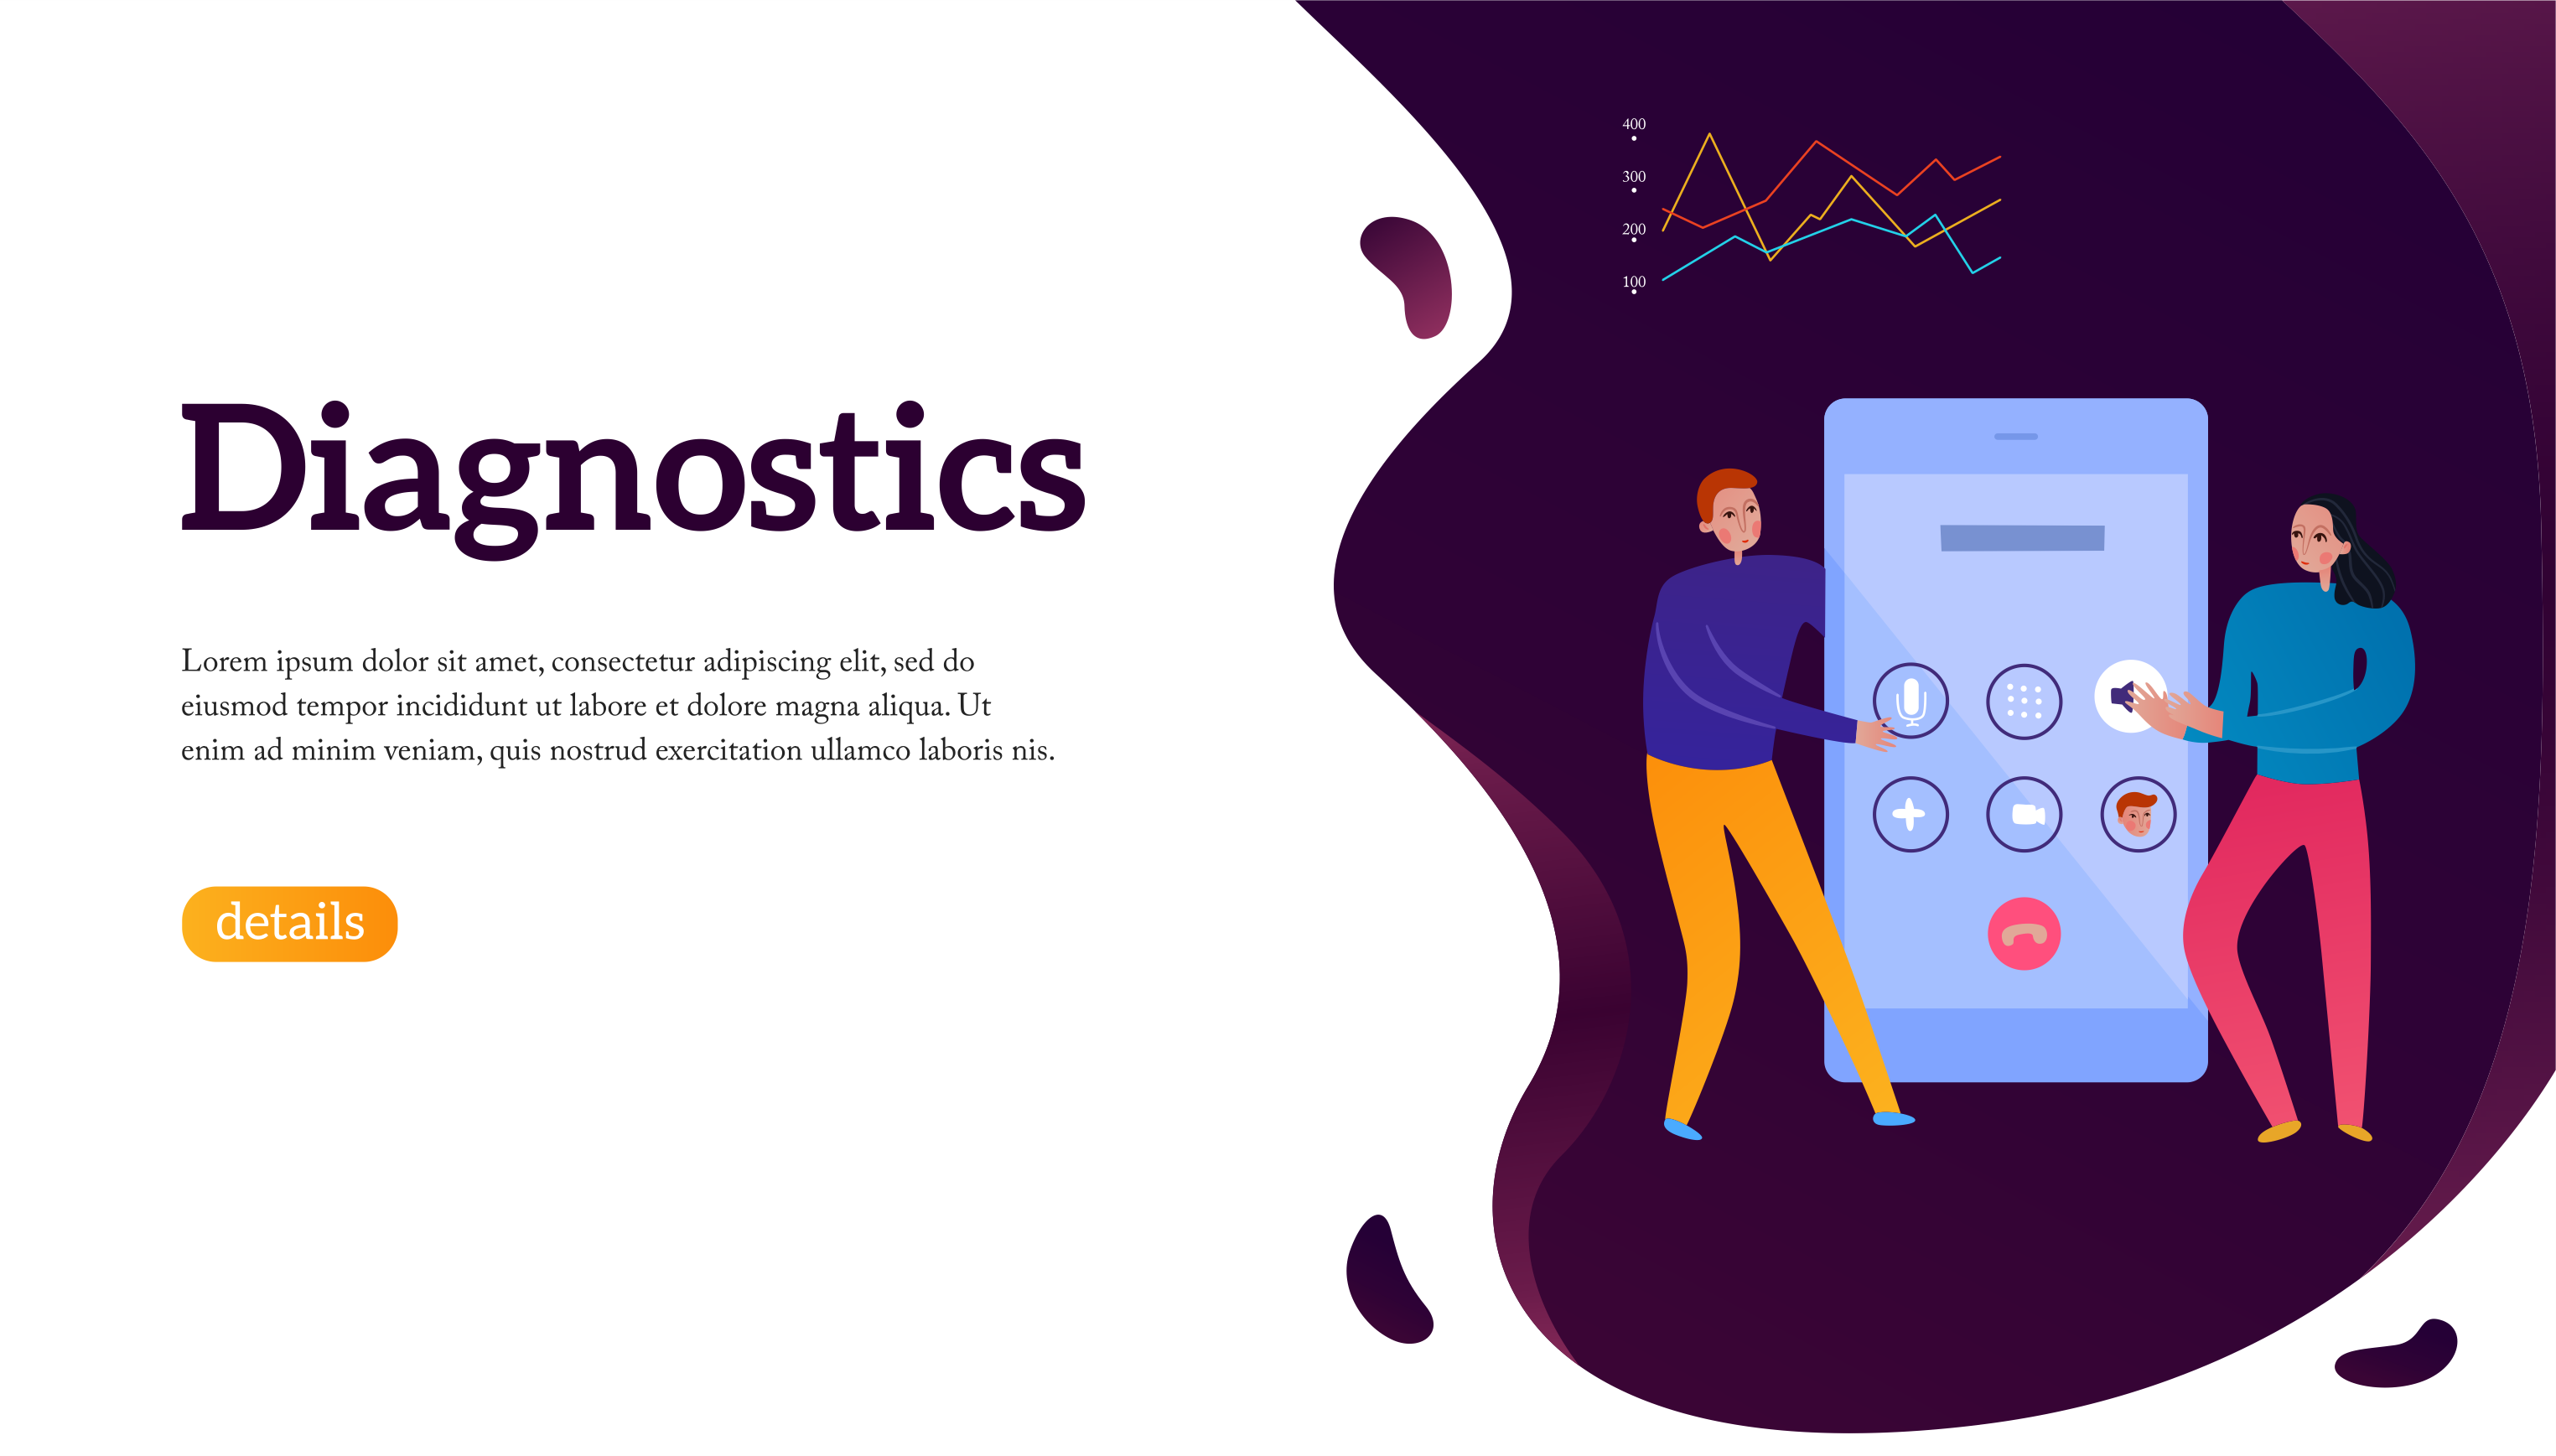 Diagnostics
Lorem ipsum dolor sit amet, consectetur adipiscing elit, sed do
eiusmod tempor incididunt ut labore et dolore magna aliqua. Ut
enim ad minim veniam, quis nostrud exercitation ullamco laboris nis.
details
400
300
200
100